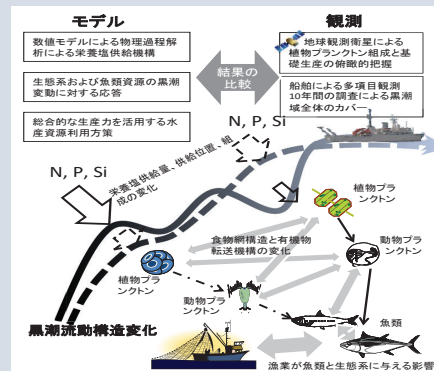 モデル
数値モデルによる物理過程解
析による栄養塩供給機構
生態系および魚類資源の黒潮
変動に対する応答
総合的な生産力を活用する水
産資源利用方策
結果の
比較
観測
地球観測衛星による
植物プランクトン組成と基
礎生産の俯瞰的把握
船舶による多項目観測
10年間の調査による黒潮
域全体のカバー
N, P, Si
N, P, Si
栄養塩供給量、供給位置、組
成の変化
植物プラ
ンクトン
食物網構造と有機物
転送機構の変化
動物プラ
ンクトン
植物プラ
ンクトン
動物プラ
ンクトン
魚類
黒潮流動構造変化
漁業が魚類と生態系に与える影響